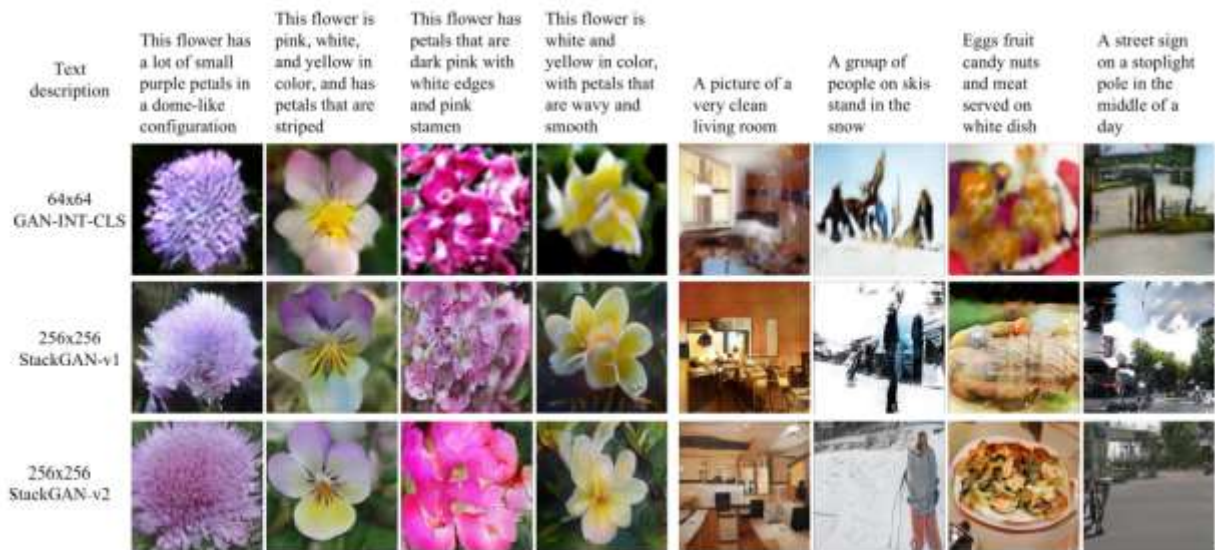 Text
description
This flower has
a lot of small
purple petals in
a dome-like
configuration
This flower is
pink, white,
and yellow in
color, and has
petals that are
striped
This flower has
petals that are
dark pink with
white edges
and pink
stamen
This flower is
white and
yellow in color,
with petals that
are wavy and
smooth
A picture of a
very clean
living room
A group of
people on skis
stand in the
snow
Eggs fruit
candy nuts
and meat
served on
white dish
A street sign
on a stoplight
pole in the
middle of a
day
64x64
GAN-INT-CLS
256x256
StackGAN-v1
256x256
StackGAN-v2